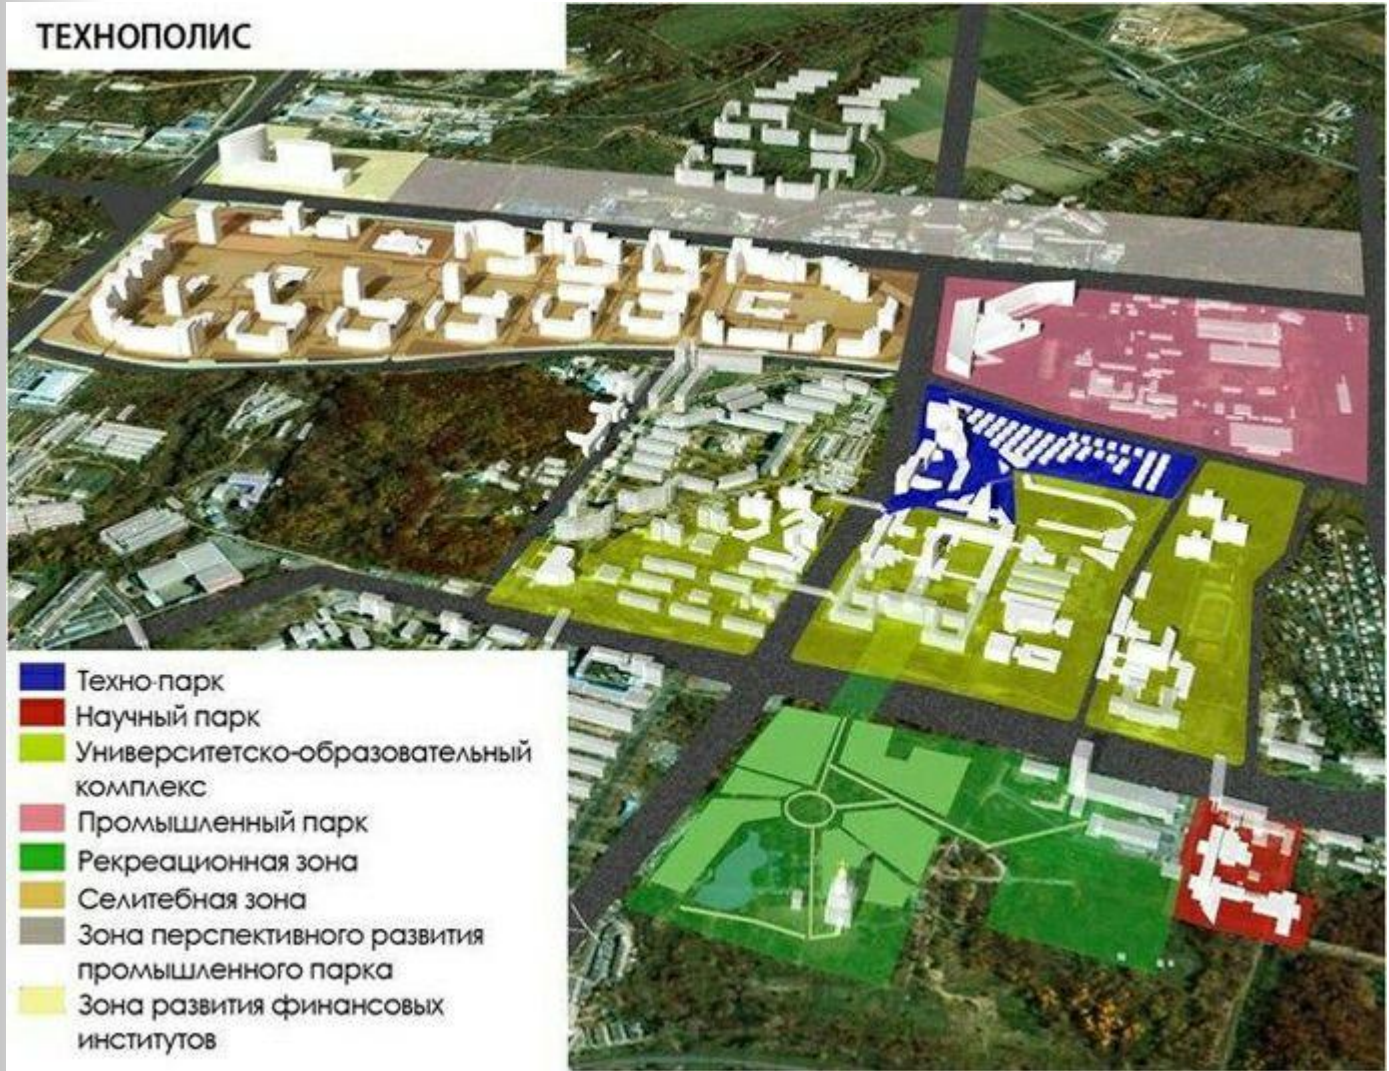 ТЕХНОПОЛИС
Техно-парк
Научный парк
Университетско-образовательный
комплекс
Промышленный парк
Рекреационная зона
Селитебная зона
Зона перспективного развития
промышленного парка
Зона развития финансовых
институтов